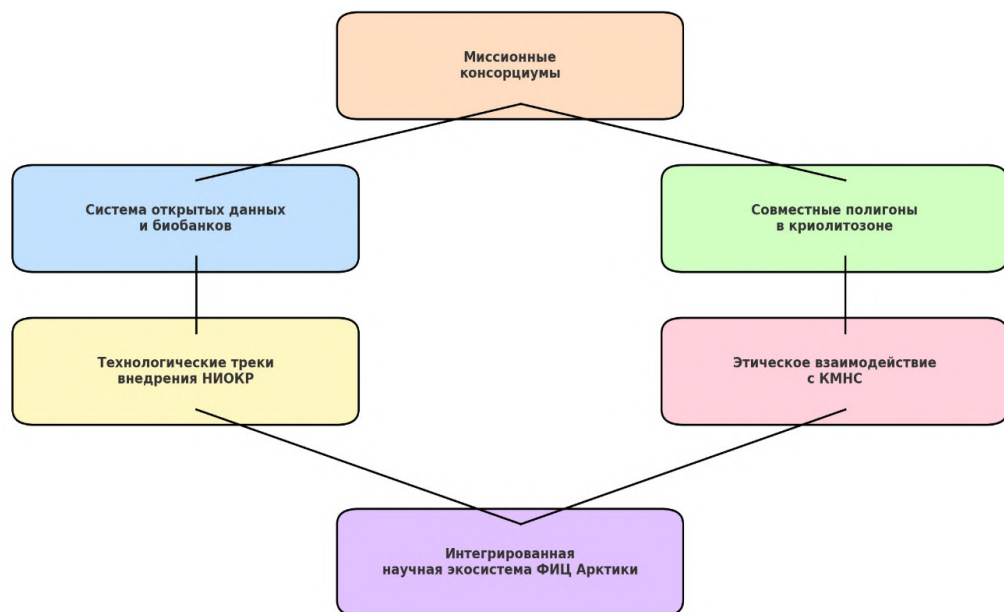 Миссионные
консорциумы
Система открытых данных
и биобанков
Совместные полигоны
в криолитозоне
Технологические треки
внедрения НИОКР
Этическое взаимодействие
с КМНС
Интегрированная
научная экосистема ФИЦ Арктики